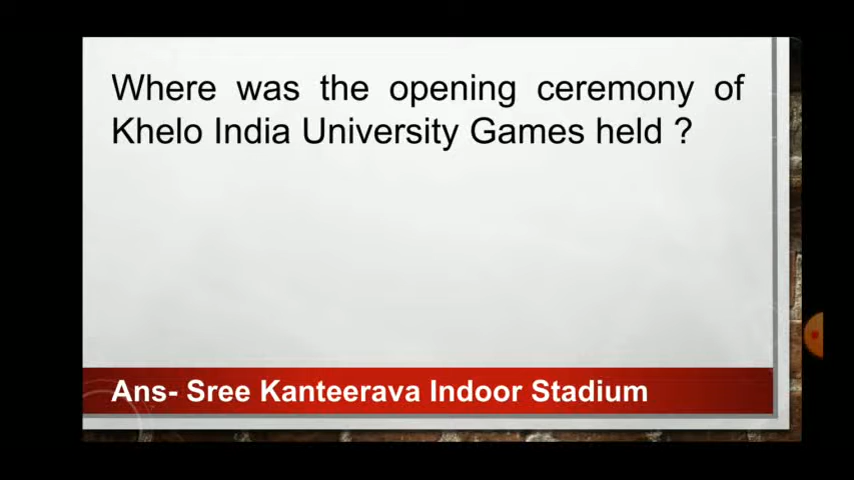 Where was the opening ceremony of
Khelo India University Games held ?
Ans- Sree Kanteerava Indoor Stadium